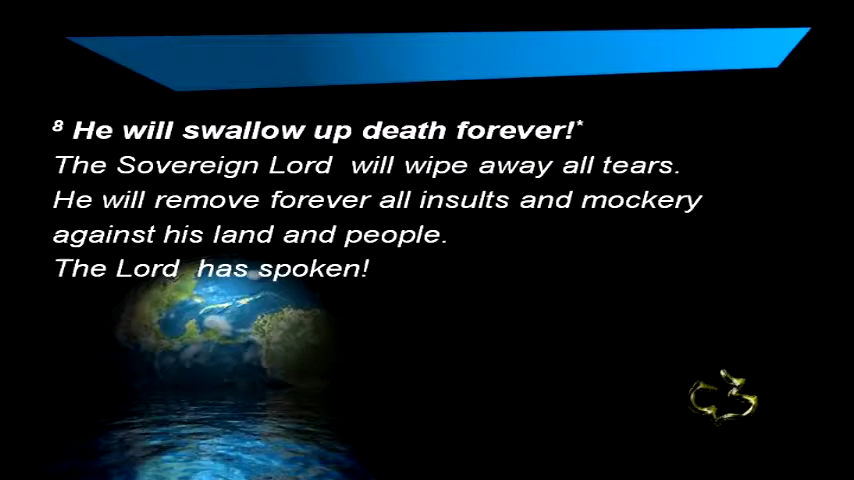 ⁸ He will swallow up death forever!*
The Sovereign Lord will wipe away all tears.
He will remove forever all insults and mockery
against his land and people.
The Lord has spoken!